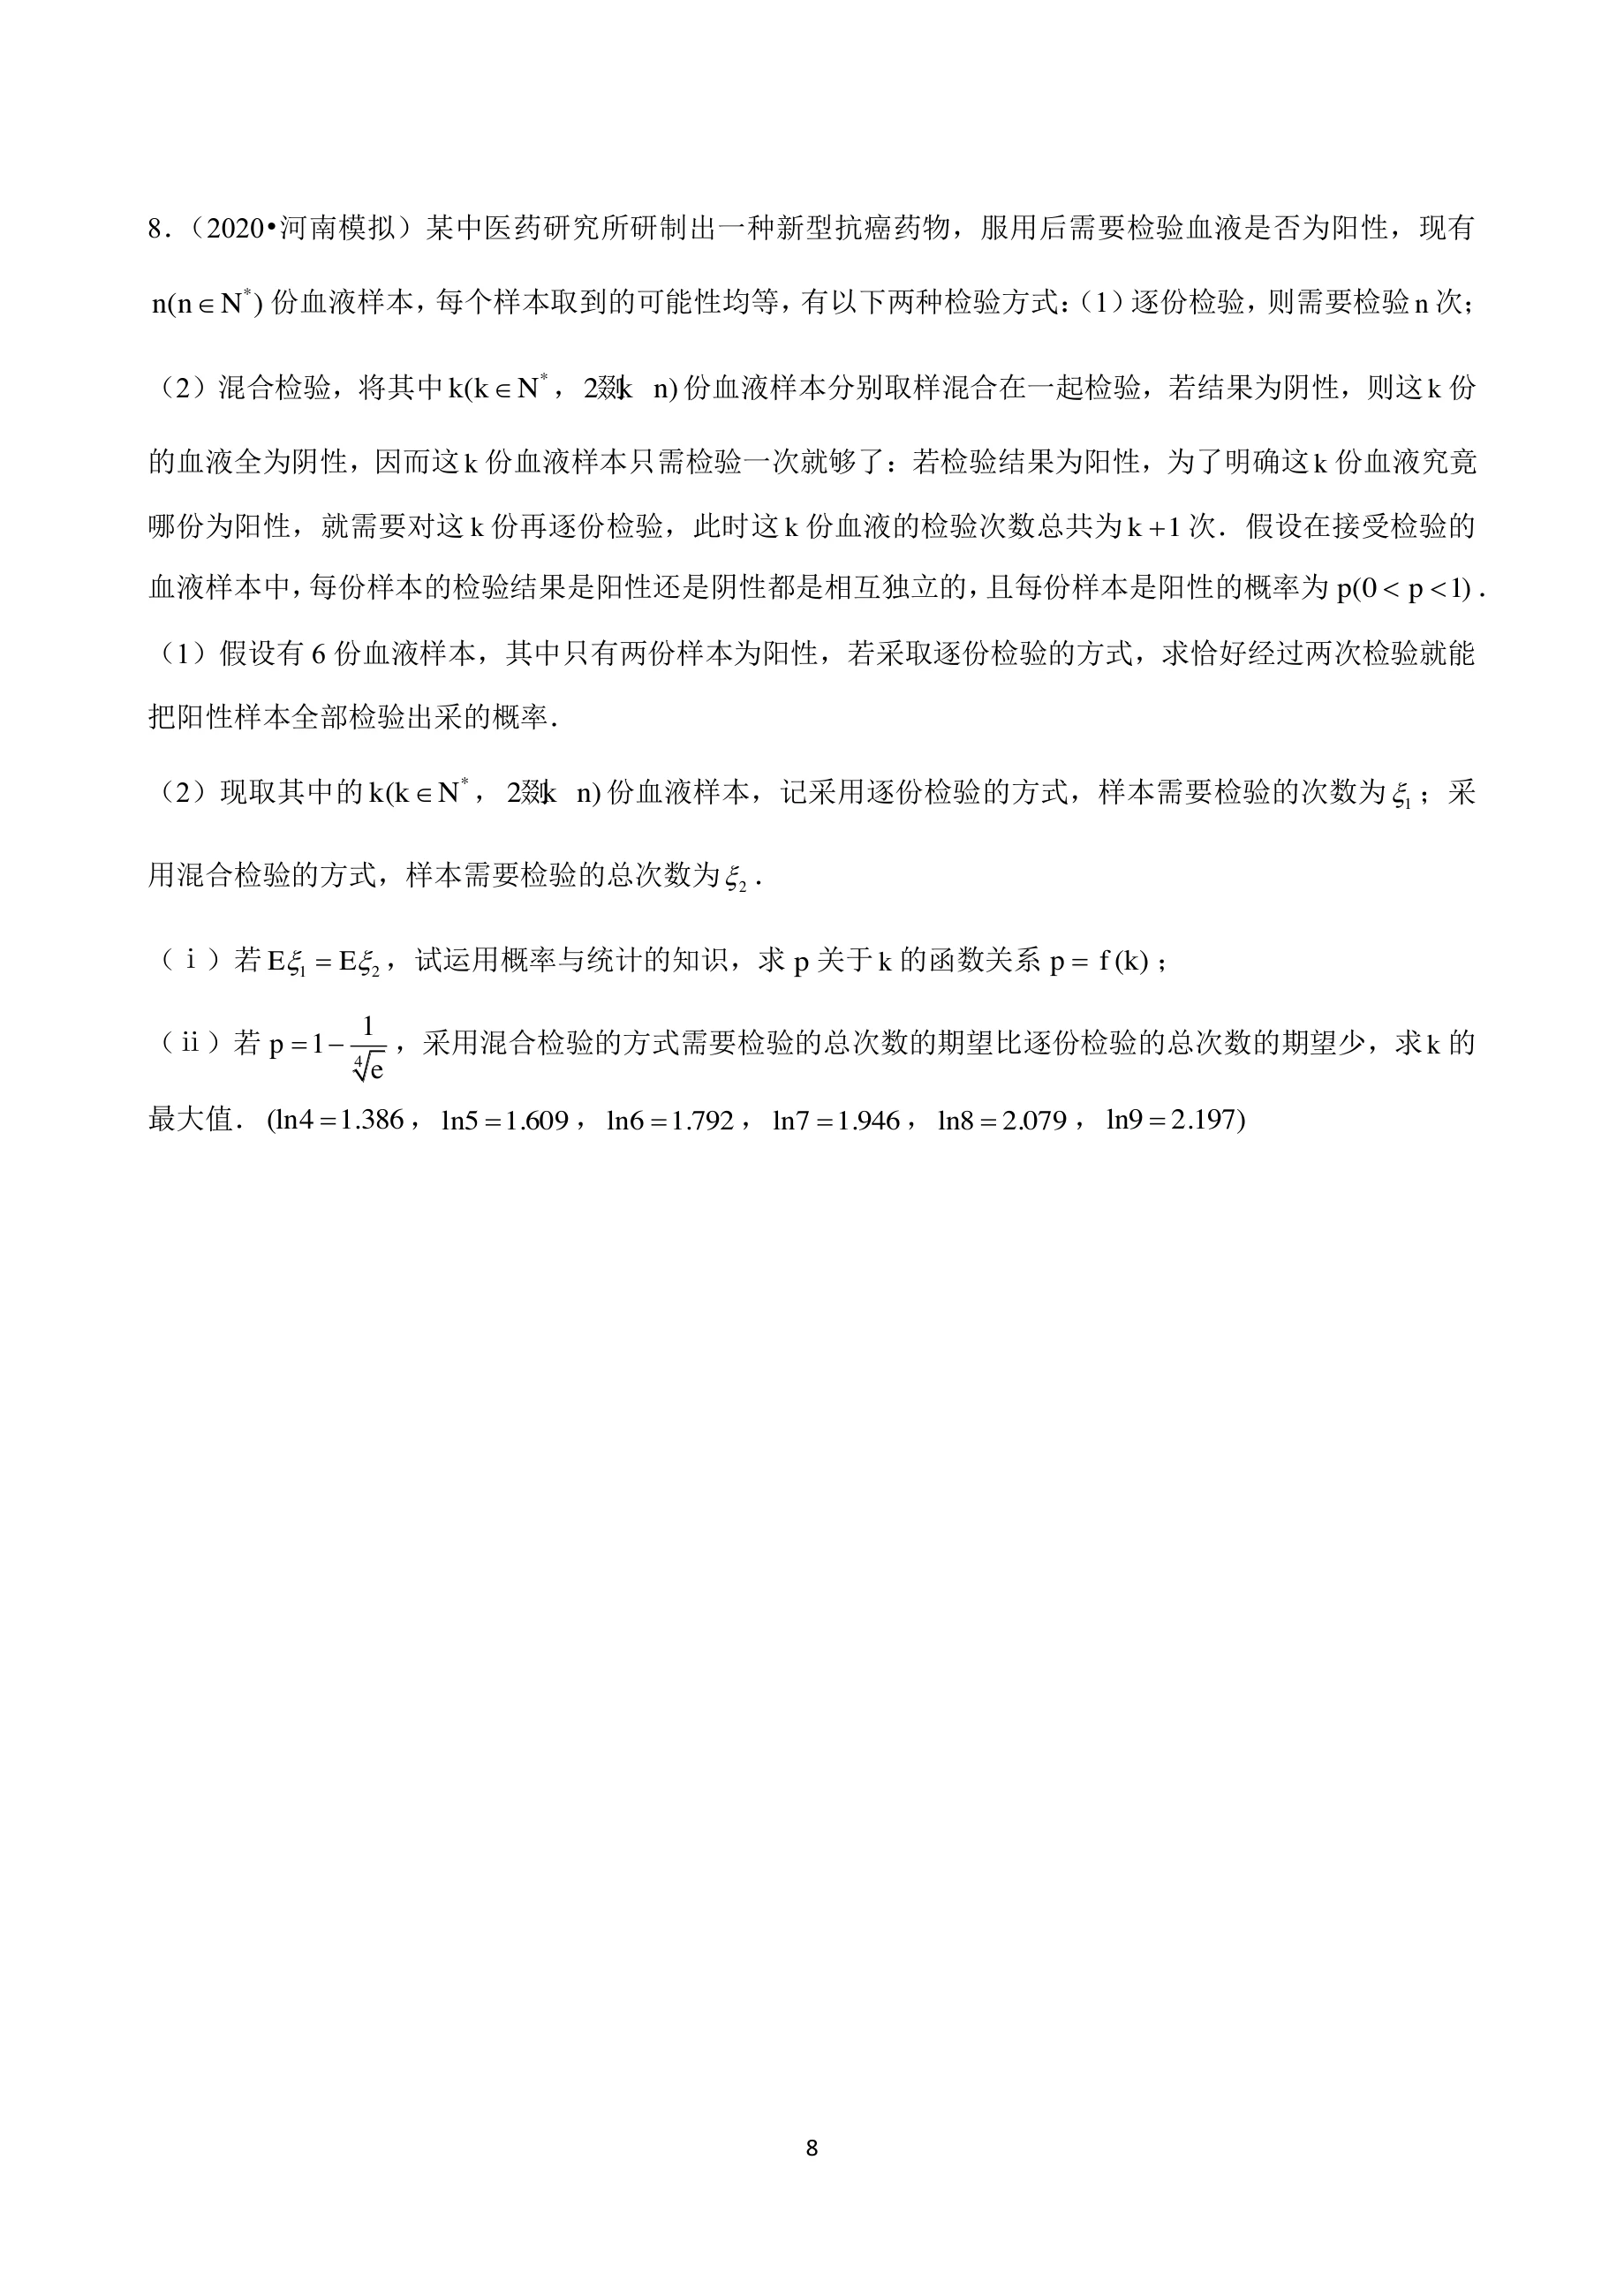 8.（2020•河南模拟）某中医药研究所研制出一种新型抗癌药物，服用后需要检验血液是否为阳性，现有
n(n∈N*) 份血液样本，每个样本取到的可能性均等，有以下两种检验方式：（1）逐份检验，则需要检验 n 次；
（2）混合检验，将其中 k(k∈N*，2剟k n) 份血液样本分别取样混合在一起检验，若结果为阴性，则这 k 份
的血液全为阴性，因而这 k 份血液样本只需检验一次就够了：若检验结果为阳性，为了明确这 k 份血液究竟
哪份为阳性，就需要对这 k 份再逐份检验，此时这 k 份血液的检验次数总共为 k+1 次．假设在接受检验的
血液样本中，每份样本的检验结果是阳性还是阴性都是相互独立的，且每份样本是阳性的概率为 p(0<p<1)．
（1）假设有 6 份血液样本，其中只有两份样本为阳性，若采取逐份检验的方式，求恰好经过两次检验就能
把阳性样本全部检验出采的概率．
（2）现取其中的 k(k∈N*，2剟k n) 份血液样本，记采用逐份检验的方式，样本需要检验的次数为 ξ₁；采
用混合检验的方式，样本需要检验的总次数为 ξ₂．
（ⅰ）若 Eξ₁=Eξ₂，试运用概率与统计的知识，求 p 关于 k 的函数关系 p=f(k)；
（ⅱ）若 p=1−1/∜e，采用混合检验的方式需要检验的总次数的期望比逐份检验的总次数的期望少，求 k 的
最大值．(ln4=1.386，ln5=1.609，ln6=1.792，ln7=1.946，ln8=2.079，ln9=2.197)
8